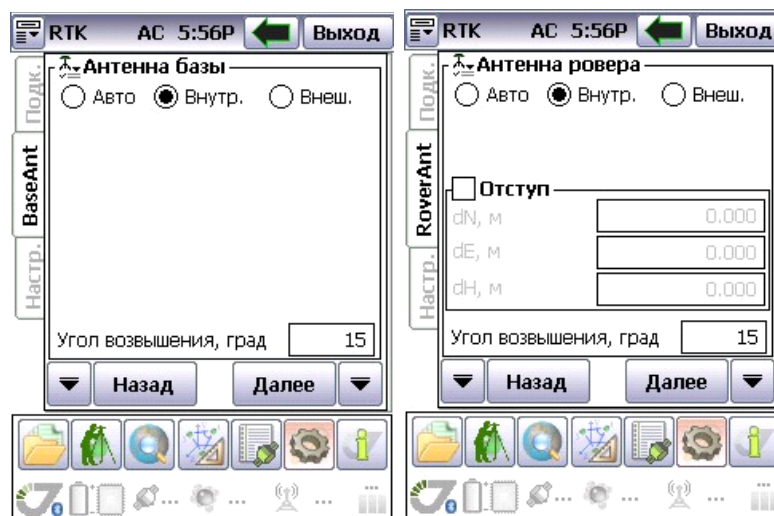 RTK AC 5:56P Выход
Антенна базы
Авто Внутр. Внеш.
Подк.
BaseAnt
Настр.
Угол возвышения, град 15
Назад Далее
... ... ...
RTK AC 5:56P Выход
Антенна ровера
Авто Внутр. Внеш.
Подк.
RoverAnt
Настр.
Отступ
dN, м 0.000
dE, м 0.000
dH, м 0.000
Угол возвышения, град 15
Назад Далее
... ... ...